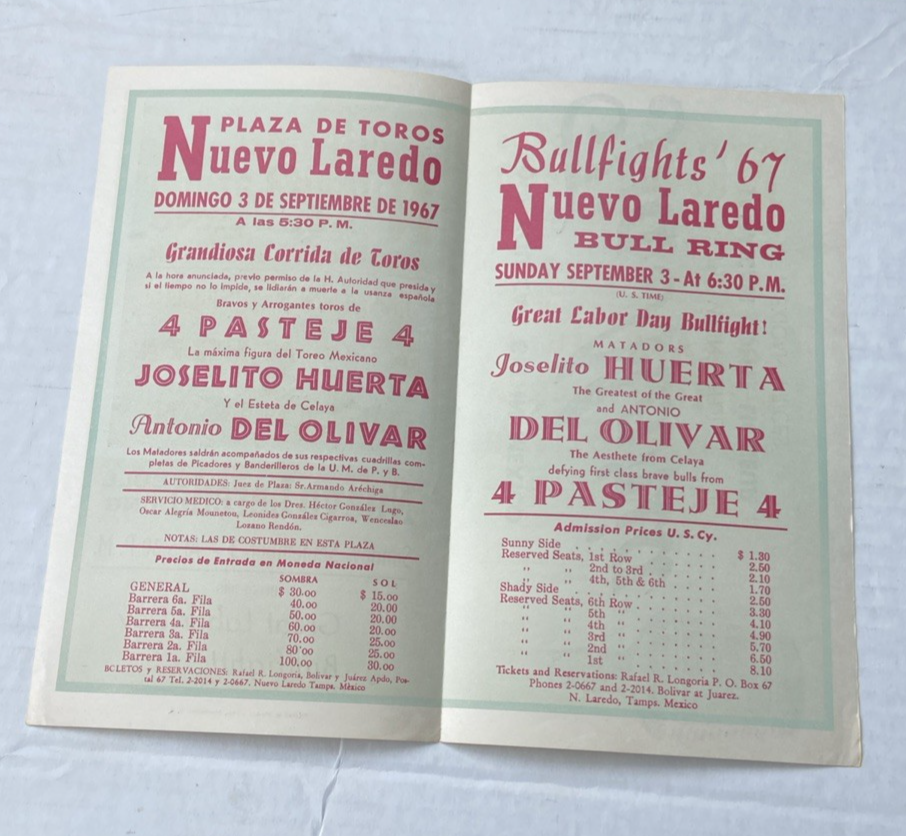 PLAZA DE TOROS
Nuevo Laredo
DOMINGO 3 DE SEPTIEMBRE DE 1967
A las 5:30 P. M.
Grandiosa Corrida de Toros
A la hora anunciada, previo permiso de la H. Autoridad que presida y
si el tiempo no lo impide, se lidiarán a muerte a la usanza española
Bravos y Arrogantes toros de
4 PASTEJE 4
La máxima figura del Toreo Mexicano
JOSELITO HUERTA
Y el Esteta de Celaya
Antonio DEL OLIVAR
Los Matadores saldrán acompañados de sus respectivas cuadrillas com-
pletas de Picadores y Banderilleros de la U. M. de P. y B.
AUTORIDADES: Juez de Plaza: Sr. Armando Aréchiga
SERVICIO MEDICO: a cargo de los Dres. Héctor González Lugo,
Oscar Alegría Mounetou, Leonides González Cigarroa, Wenceslao
Lozano Rendón.
NOTAS: LAS DE COSTUMBRE EN ESTA PLAZA
Precios de Entrada en Moneda Nacional
SOMBRA SOL
GENERAL $ 30.00 $ 15.00
Barrera 6a. Fila 40.00 20.00
Barrera 5a. Fila 50.00 20.00
Barrera 4a. Fila 60.00 20.00
Barrera 3a. Fila 70.00 25.00
Barrera 2a. Fila 80'00 25.00
Barrera 1a. Fila 100,00 30.00
BCLETOS y RESERVACIONES: Rafael R. Longoria, Bolivar y Juárez Apdo, Pos-
tal 67 Tel. 2-2014 y 2-0667. Nuevo Laredo Tamps. México
Bullfights' 67
Nuevo Laredo
BULL RING
SUNDAY SEPTEMBER 3 - At 6:30 P.M.
(U. S. TIME)
Great Labor Day Bullfight!
MATADORS
Joselito HUERTA
The Greatest of the Great
and ANTONIO
DEL OLIVAR
The Aesthete from Celaya
defying first class brave bulls from
4 PASTEJE 4
Admission Prices U. S. Cy.
Sunny Side . . . . . . . . . . . $ 1.30
Reserved Seats, 1st Row . . . . . . 2.50
" " 2nd to 3rd . . . . . 2.10
" " 4th, 5th & 6th . . . . 1.70
Shady Side . . . . . . . . . . . 2.50
Reserved Seats, 6th Row . . . . . . 3.30
" " 5th " . . . . . . 4.10
" " 4th " . . . . . . 4.90
" " 3rd " . . . . . . 5.70
" " 2nd " . . . . . . 6.50
" " 1st " . . . . . . 8.10
Tickets and Reservations: Rafael R. Longoria P. O. Box 67
Phones 2-0667 and 2-2014. Bolivar at Juarez.
N. Laredo, Tamps. Mexico